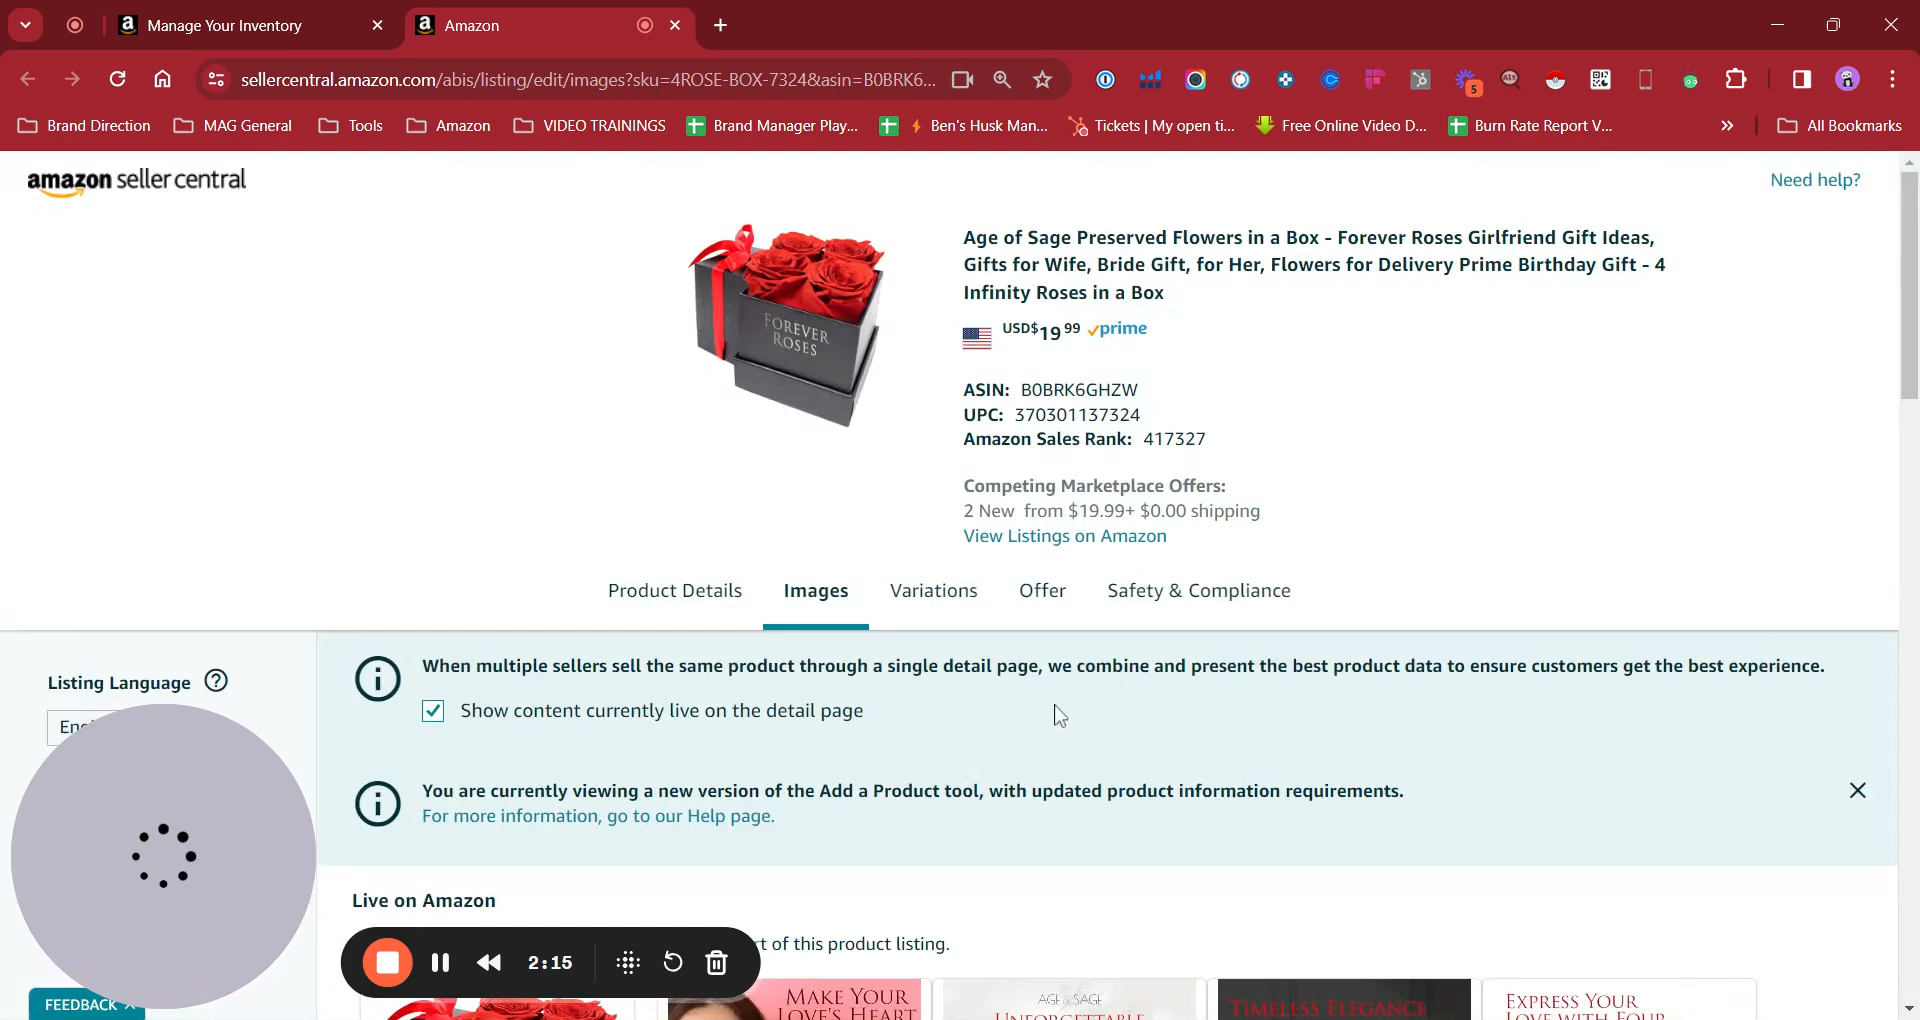 Manage Your Inventory
Amazon
sellercentral.amazon.com/abis/listing/edit/images?sku=4ROSE-BOX-7324&asin=B0BRK6...
5
Brand Direction
MAG General
Tools
Amazon
VIDEO TRAININGS
Brand Manager Play...
Ben's Husk Man...
Tickets | My open ti...
Free Online Video D...
Burn Rate Report V...
All Bookmarks
amazon seller central
Need help?
Age of Sage Preserved Flowers in a Box - Forever Roses Girlfriend Gift Ideas,
Gifts for Wife, Bride Gift, for Her, Flowers for Delivery Prime Birthday Gift - 4
Infinity Roses in a Box
FOREVER
ROSES
USD$19 99 prime
ASIN: B0BRK6GHZW
UPC: 370301137324
Amazon Sales Rank: 417327
Competing Marketplace Offers:
2 New from $19.99+ $0.00 shipping
View Listings on Amazon
Product Details
Images
Variations
Offer
Safety & Compliance
Listing Language
When multiple sellers sell the same product through a single detail page, we combine and present the best product data to ensure customers get the best experience.
Show content currently live on the detail page
You are currently viewing a new version of the Add a Product tool, with updated product information requirements.
For more information, go to our Help page.
Live on Amazon
of this product listing.
2:15
FEEDBACK
MAKE YOUR
LOVE'S HEART
AGE of SAGE
UNFORGETTABLE
TIMELESS ELEGANCE
EXPRESS YOUR
LOVE WITH FOUR